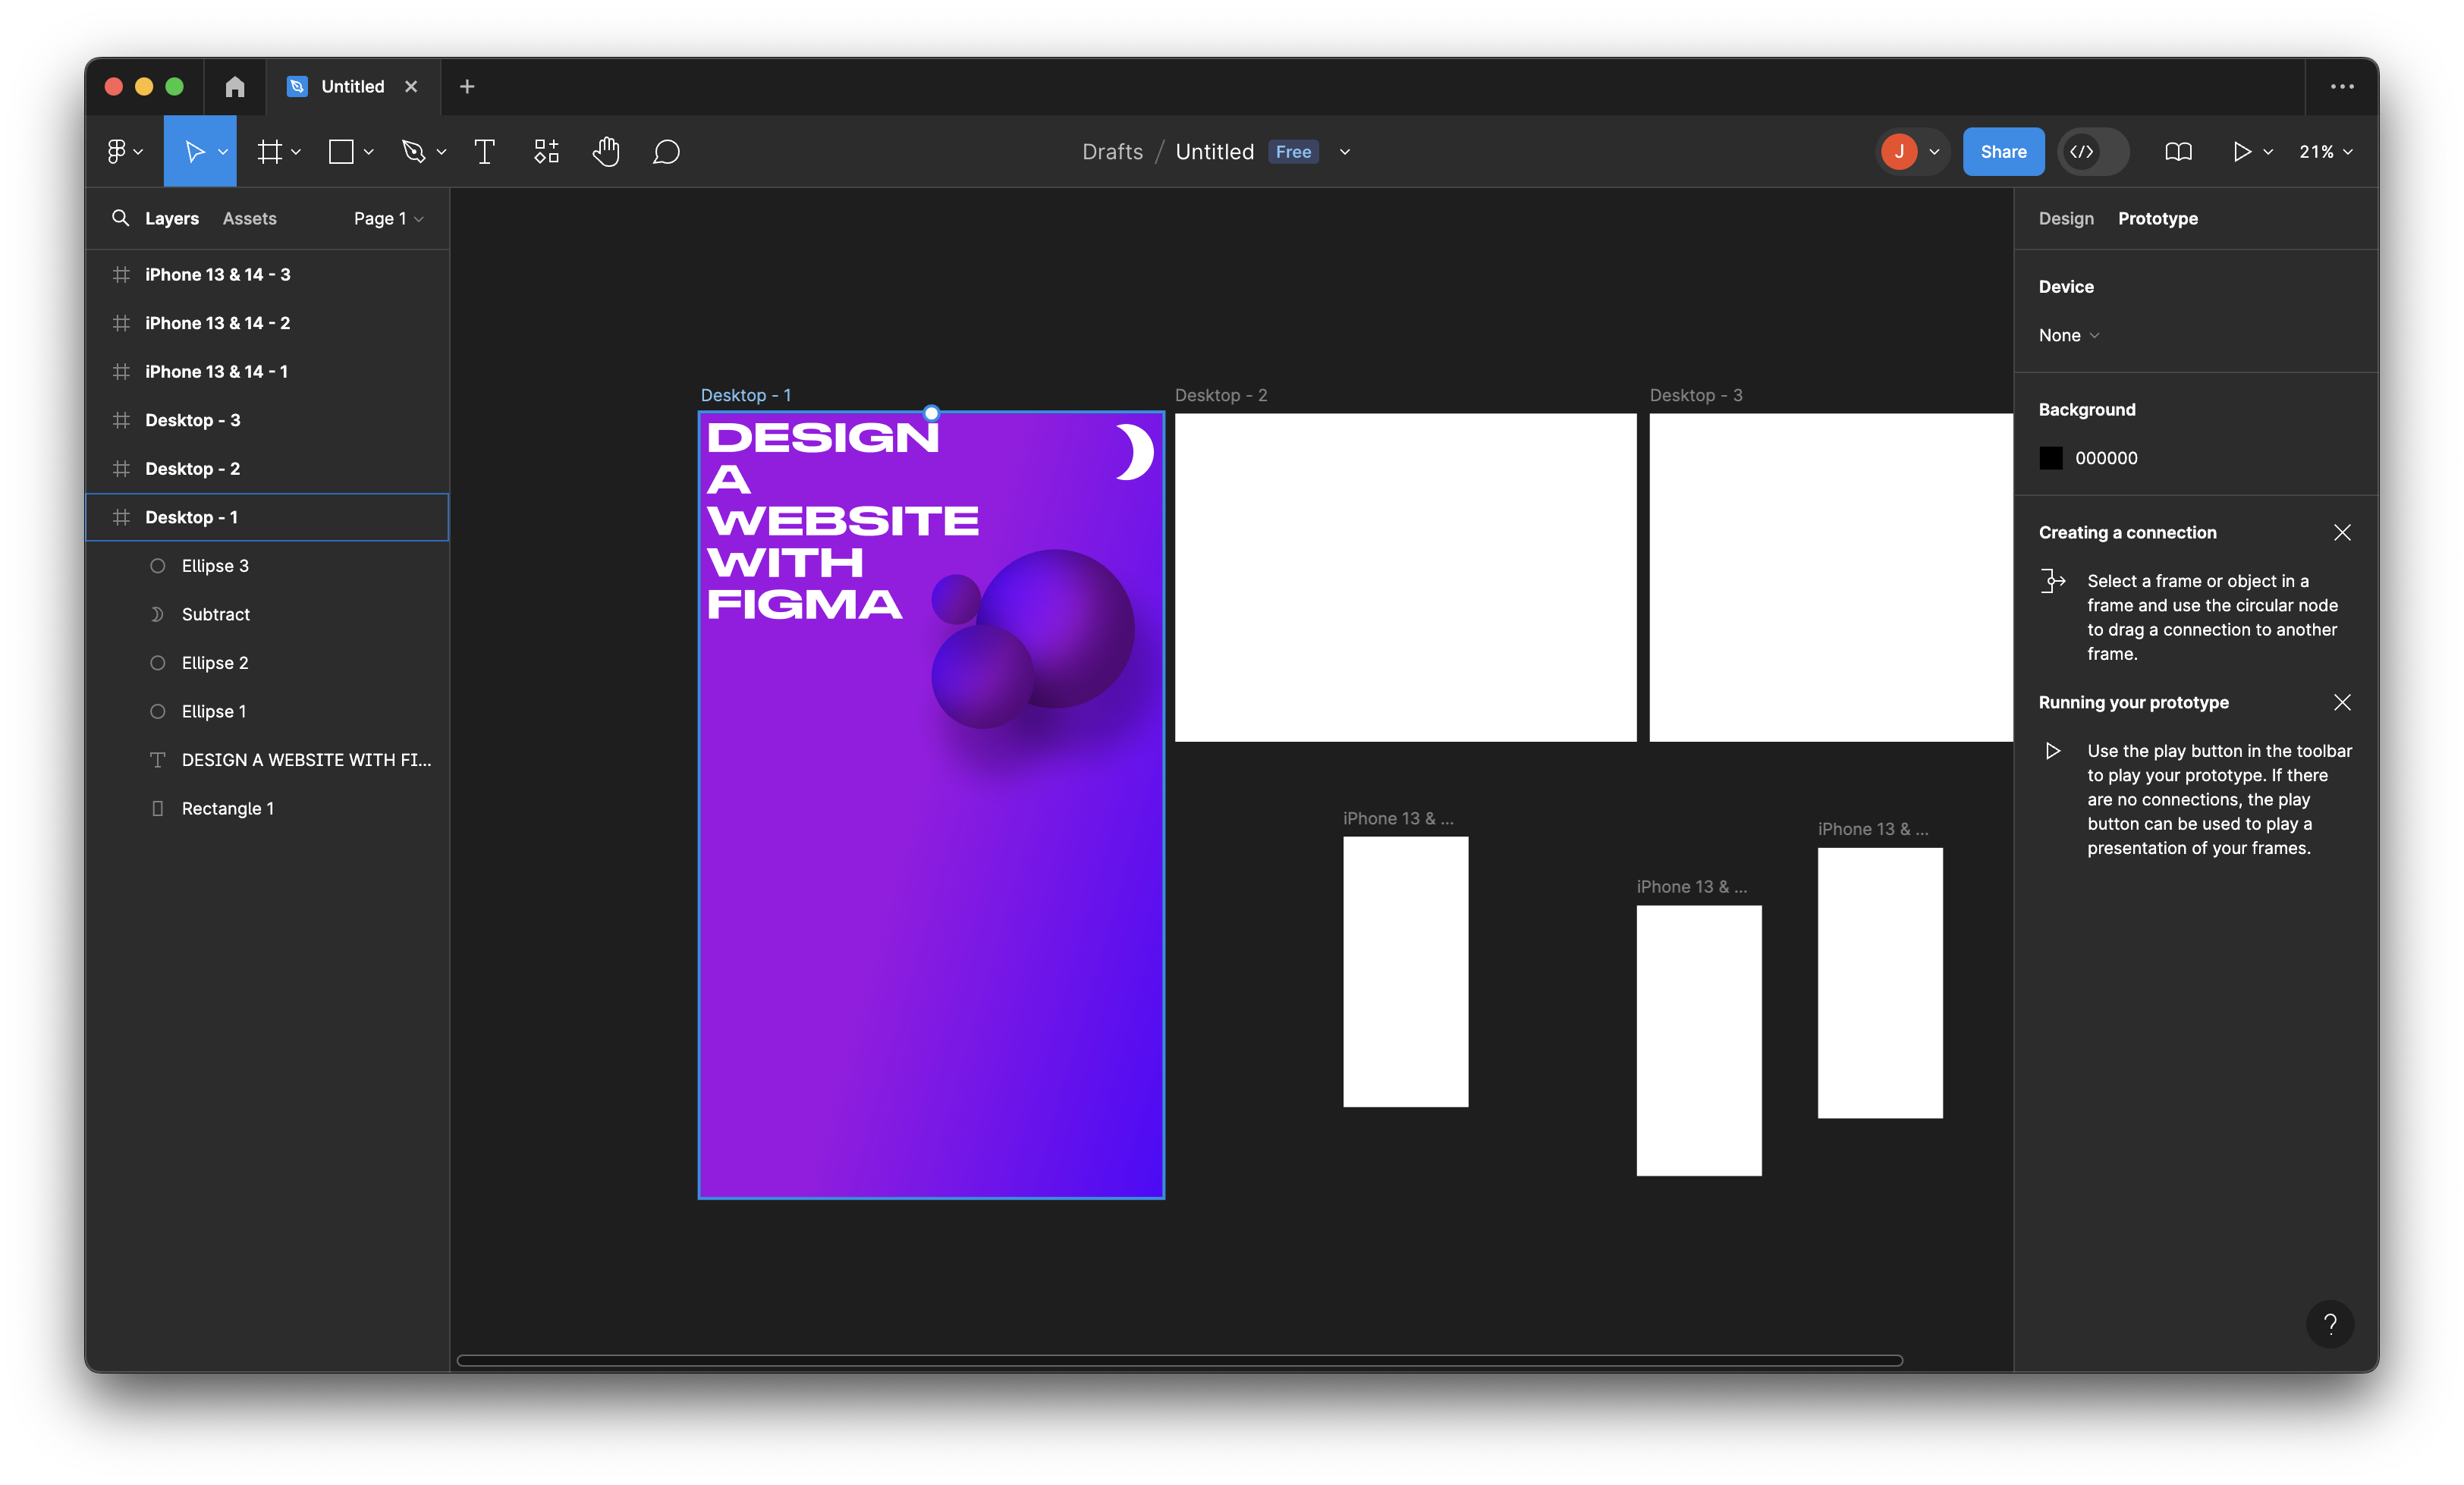 Untitled
Drafts / Untitled Free
J
Share
21%
Layers Assets Page 1
iPhone 13 & 14 - 3
iPhone 13 & 14 - 2
iPhone 13 & 14 - 1
Desktop - 3
Desktop - 2
Desktop - 1
Ellipse 3
Subtract
Ellipse 2
Ellipse 1
DESIGN A WEBSITE WITH FI...
Rectangle 1
Desktop - 1
DESIGN
A
WEBSITE
WITH
FIGMA
Desktop - 2
Desktop - 3
iPhone 13 & ...
iPhone 13 & ...
iPhone 13 & ...
Design Prototype
Device
None
Background
000000
Creating a connection
Select a frame or object in a
frame and use the circular node
to drag a connection to another
frame.
Running your prototype
Use the play button in the toolbar
to play your prototype. If there
are no connections, the play
button can be used to play a
presentation of your frames.
?